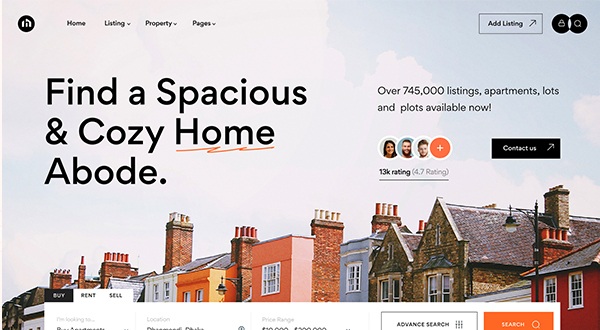 Home Listing Property Pages Add Listing
Find a Spacious
& Cozy Home
Abode.
Over 745,000 listings, apartments, lots
and plots available now!
13k rating (4.7 Rating)
Contact us
BUY RENT SELL
I'm looking to...
Buy Apartments
Location
Dhanmondi, Dhaka
Price Range
$10,000 - $200,000
ADVANCE SEARCH
SEARCH